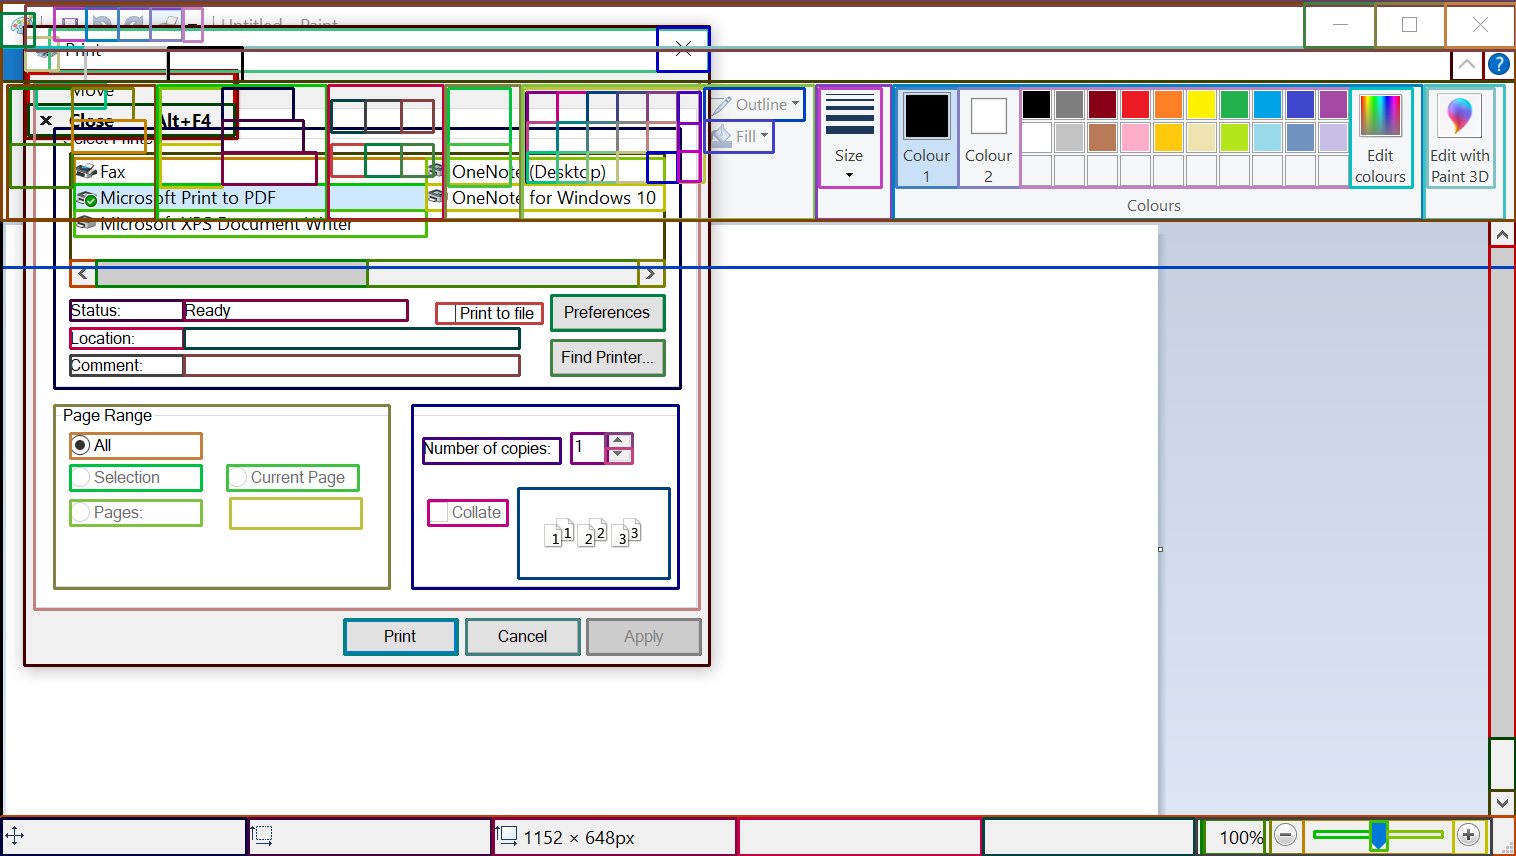 Untitled - Paint
Print
Move
Close Alt+F4
Select Printer
Fax
OneNote (Desktop)
Microsoft Print to PDF
OneNote for Windows 10
Microsoft XPS Document Writer
Status: Ready
Print to file
Preferences
Location:
Find Printer...
Comment:
Page Range
All
Selection
Current Page
Pages:
Number of copies: 1
Collate
1 1 2 2 3 3
Print
Cancel
Apply
Outline
Fill
Size
Colour
1
Colour
2
Edit
colours
Edit with
Paint 3D
Colours
1152 × 648px
100%